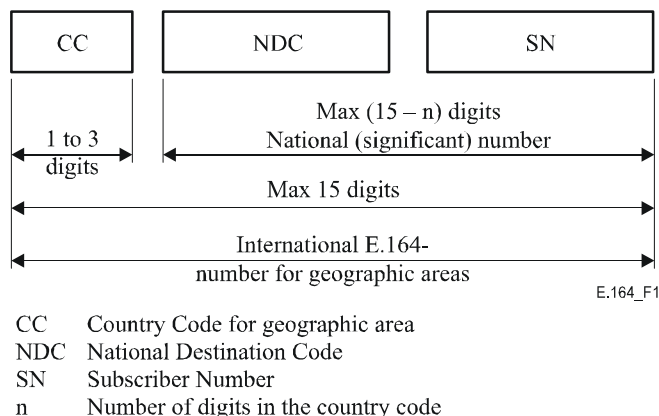 CC NDC SN
Max (15 – n) digits
1 to 3 National (significant) number
digits
Max 15 digits
International E.164-
number for geographic areas
E.164_F1
CC Country Code for geographic area
NDC National Destination Code
SN Subscriber Number
n Number of digits in the country code